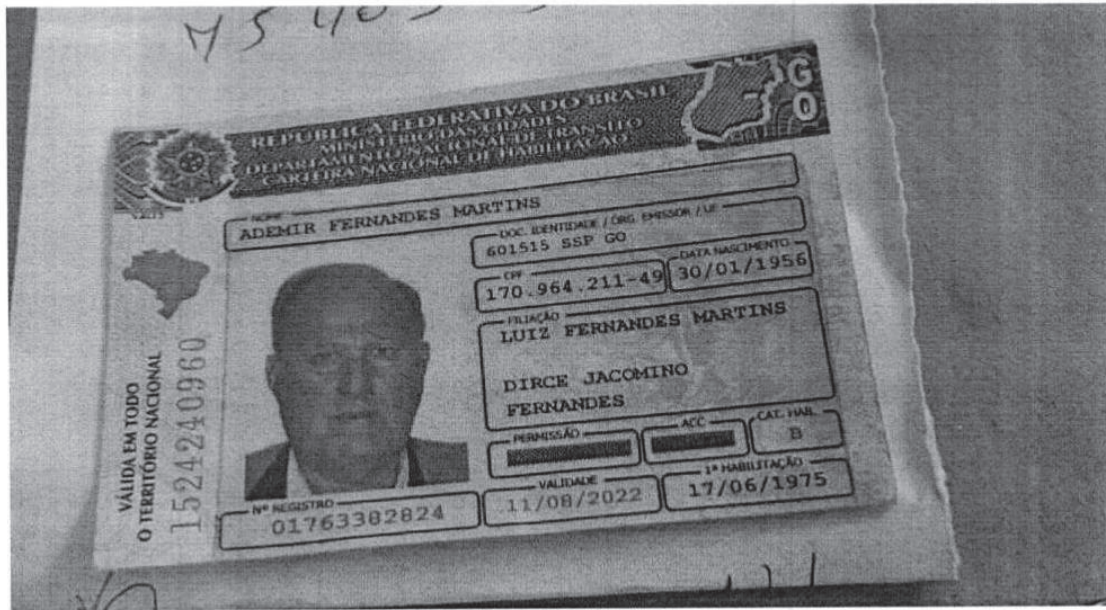 REPÚBLICA FEDERATIVA DO BRASIL
MINISTÉRIO DAS CIDADES
DEPARTAMENTO NACIONAL DE TRÂNSITO
CARTEIRA NACIONAL DE HABILITAÇÃO
GO
NOME
ADEMIR FERNANDES MARTINS
DOC. IDENTIDADE / ÓRG. EMISSOR / UF
601515 SSP GO
CPF
170.964.211-49
DATA NASCIMENTO
30/01/1956
FILIAÇÃO
LUIZ FERNANDES MARTINS
DIRCE JACOMINO
FERNANDES
PERMISSÃO
ACC
CAT. HAB.
B
Nº REGISTRO
01763382824
VALIDADE
11/08/2022
1ª HABILITAÇÃO
17/06/1975
VÁLIDA EM TODO
O TERRITÓRIO NACIONAL
1524240960